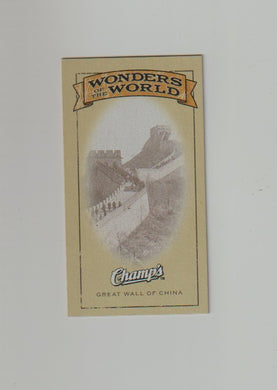 WONDERS
OF THE WORLD
Champ's
GREAT WALL OF CHINA